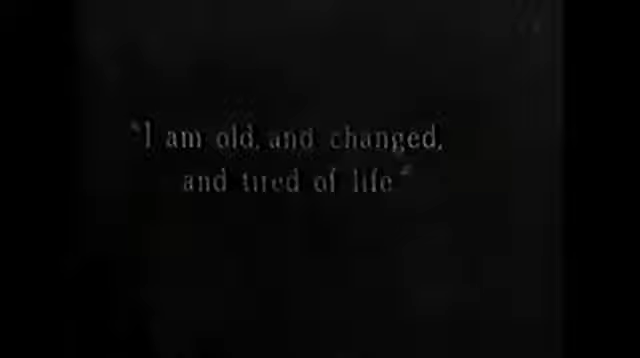 "I am old, and changed,
and tired of life"